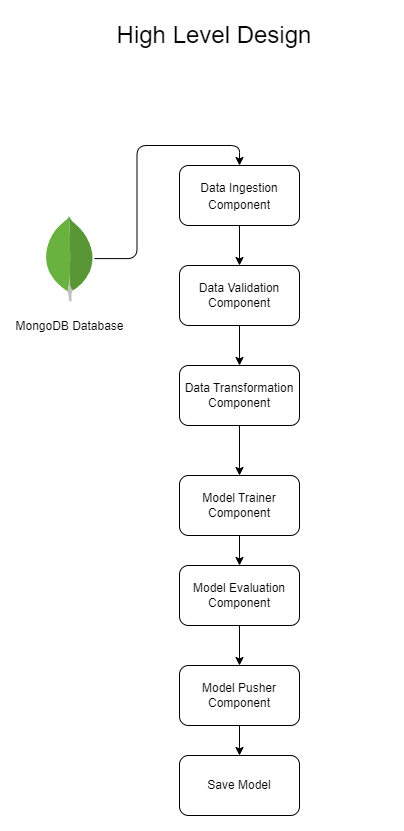 High Level Design
Data Ingestion
Component
MongoDB Database
Data Validation
Component
Data Transformation
Component
Model Trainer
Component
Model Evaluation
Component
Model Pusher
Component
Save Model